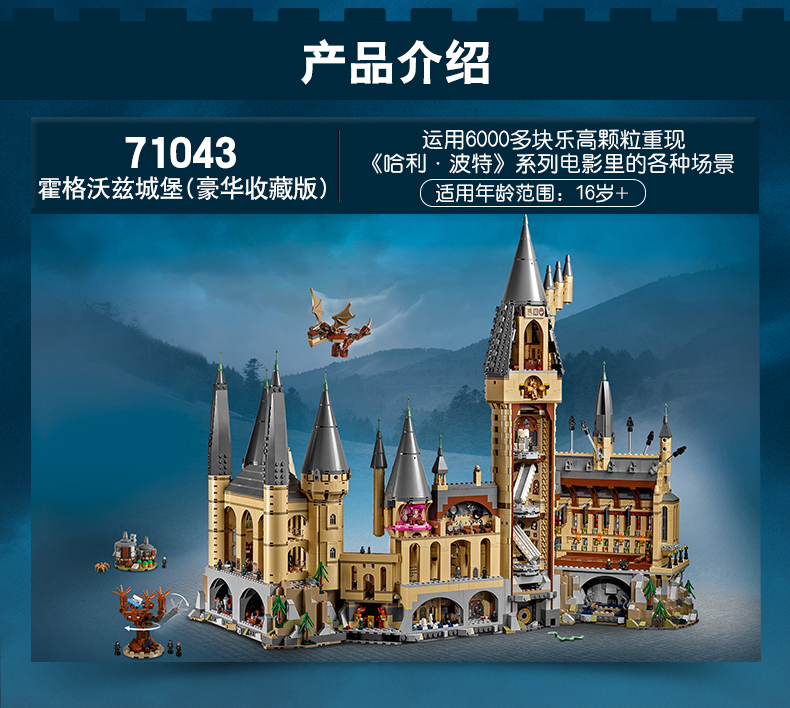 产品介绍
71043
霍格沃兹城堡(豪华收藏版)
运用6000多块乐高颗粒重现
《哈利·波特》系列电影里的各种场景
适用年龄范围：16岁+